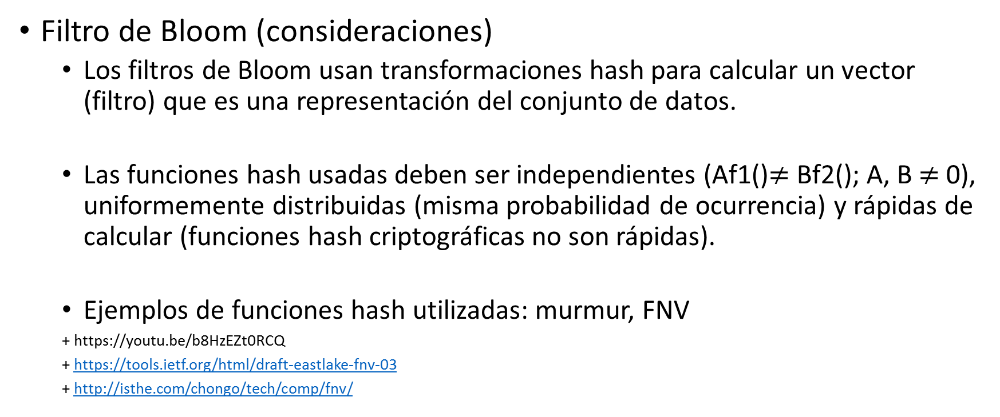 • Filtro de Bloom (consideraciones)
• Los filtros de Bloom usan transformaciones hash para calcular un vector
(filtro) que es una representación del conjunto de datos.
• Las funciones hash usadas deben ser independientes (Af1()≠ Bf2(); A, B ≠ 0),
uniformemente distribuidas (misma probabilidad de ocurrencia) y rápidas de
calcular (funciones hash criptográficas no son rápidas).
• Ejemplos de funciones hash utilizadas: murmur, FNV
+ https://youtu.be/b8HzEZt0RCQ
+ https://tools.ietf.org/html/draft-eastlake-fnv-03
+ http://isthe.com/chongo/tech/comp/fnv/